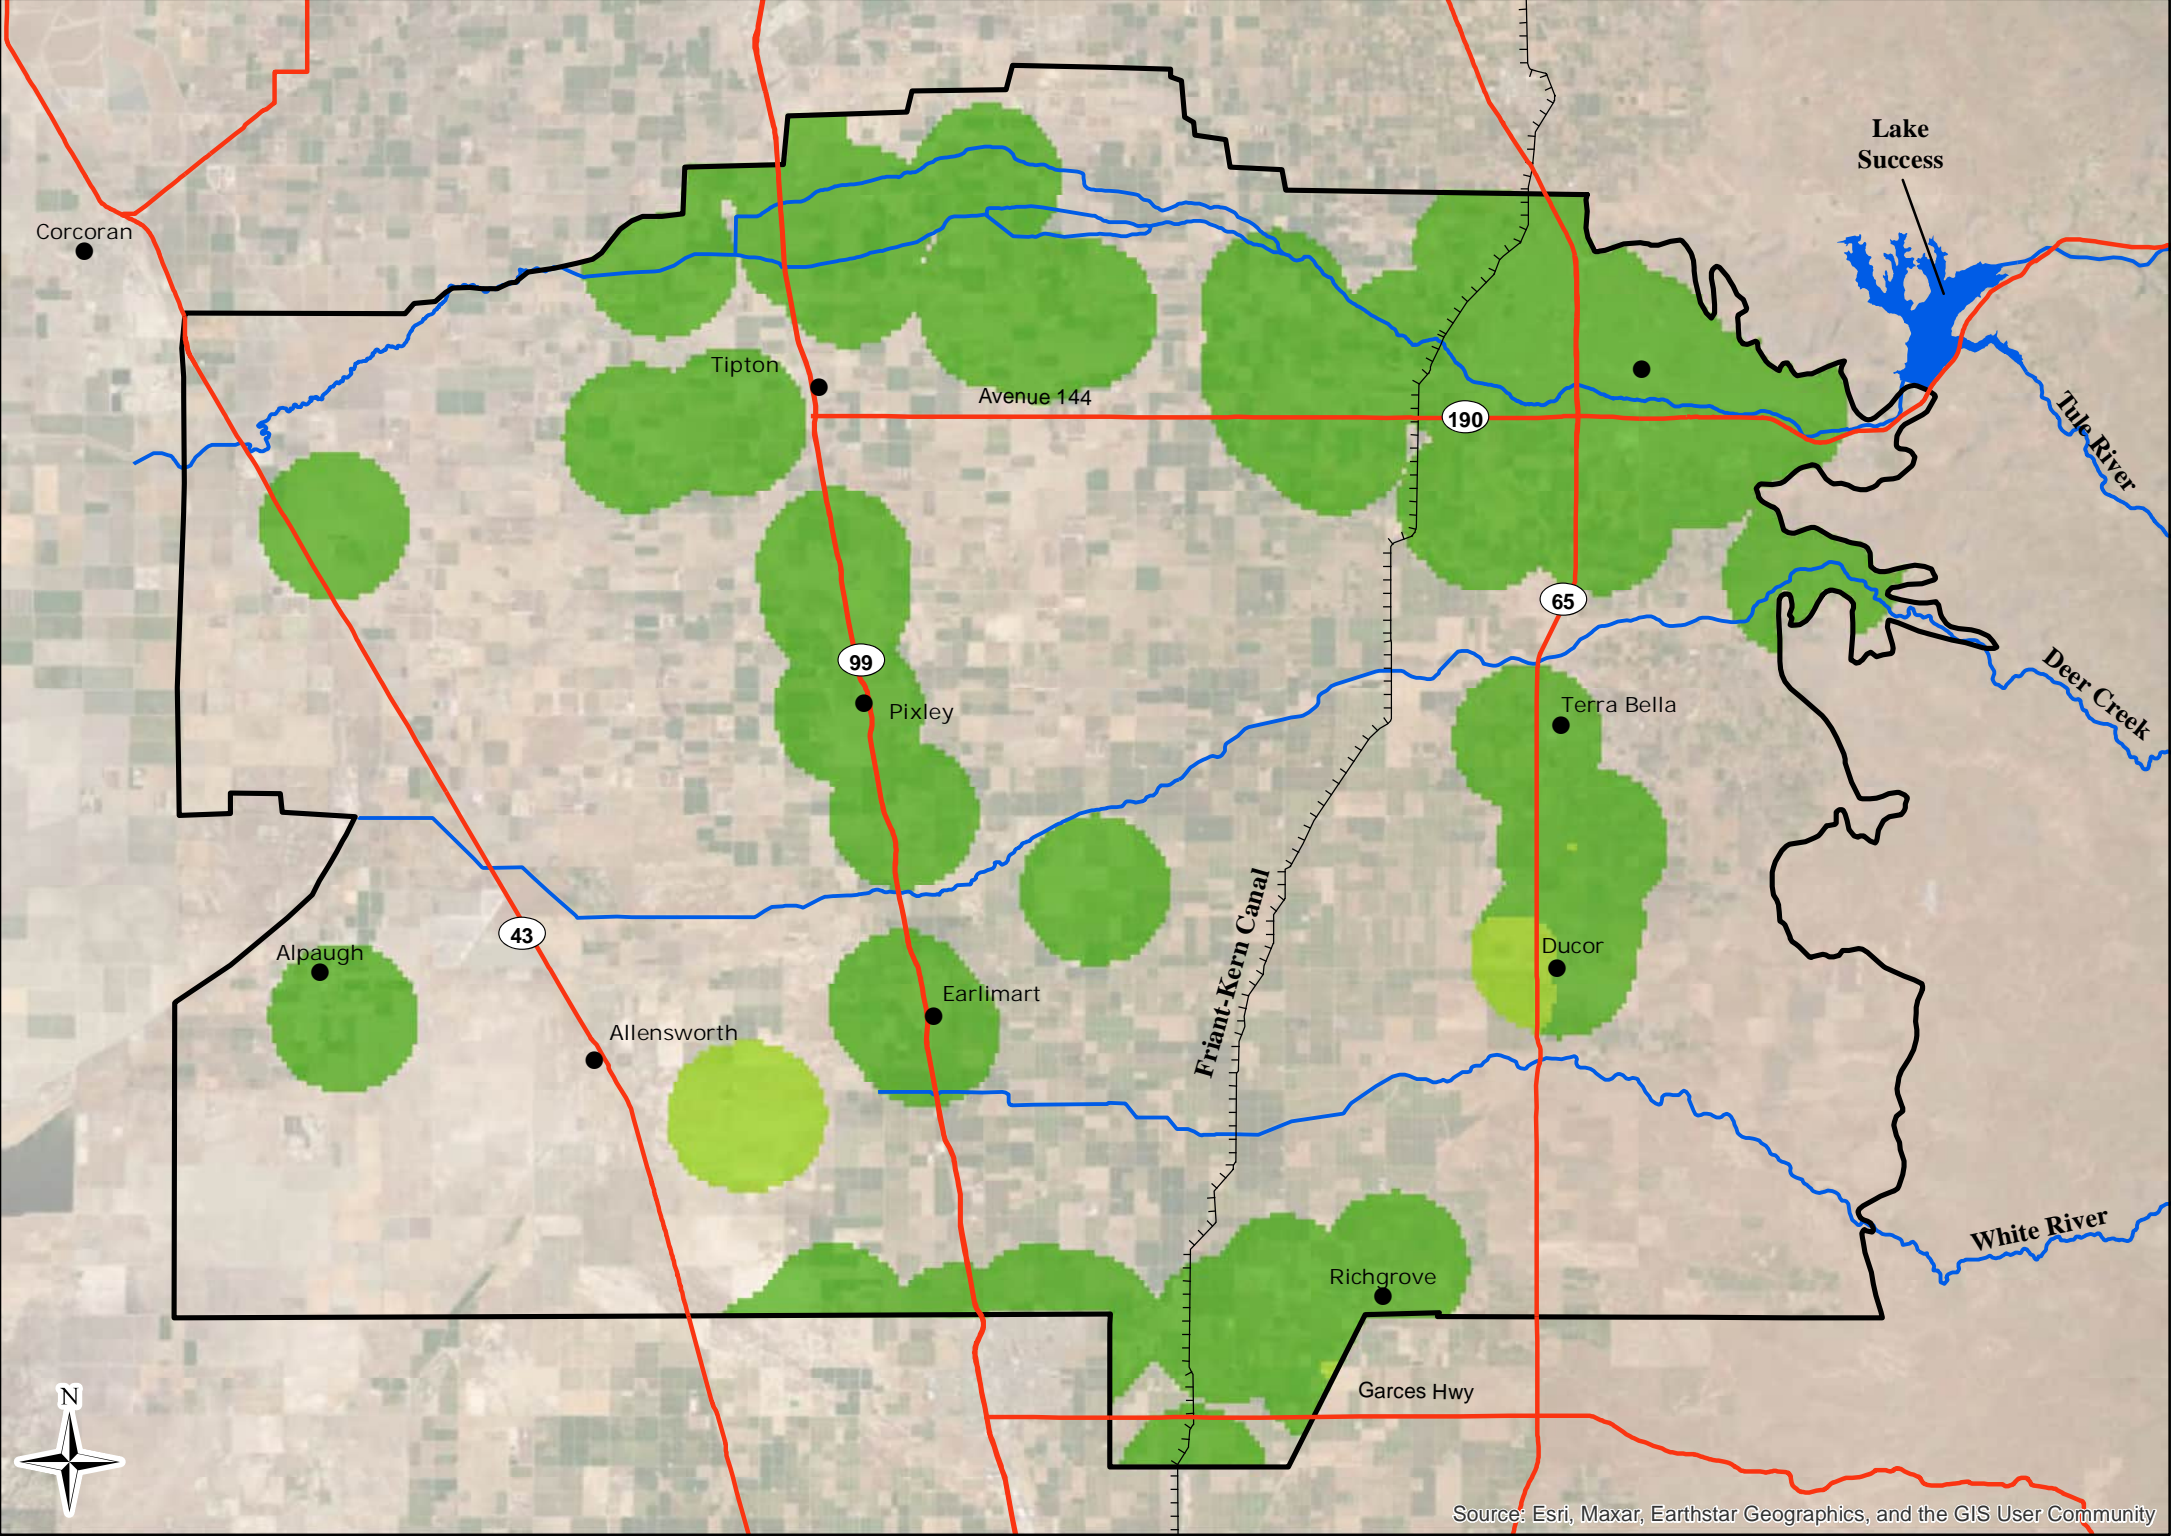 Lake
Success
Corcoran
Tipton
Avenue 144
190
Tule River
65
99
Pixley
Terra Bella
Deer Creek
Friant-Kern Canal
43
Alpaugh
Ducor
Earlimart
Allensworth
White River
Richgrove
Garces Hwy
N
Source: Esri, Maxar, Earthstar Geographics, and the GIS User Community